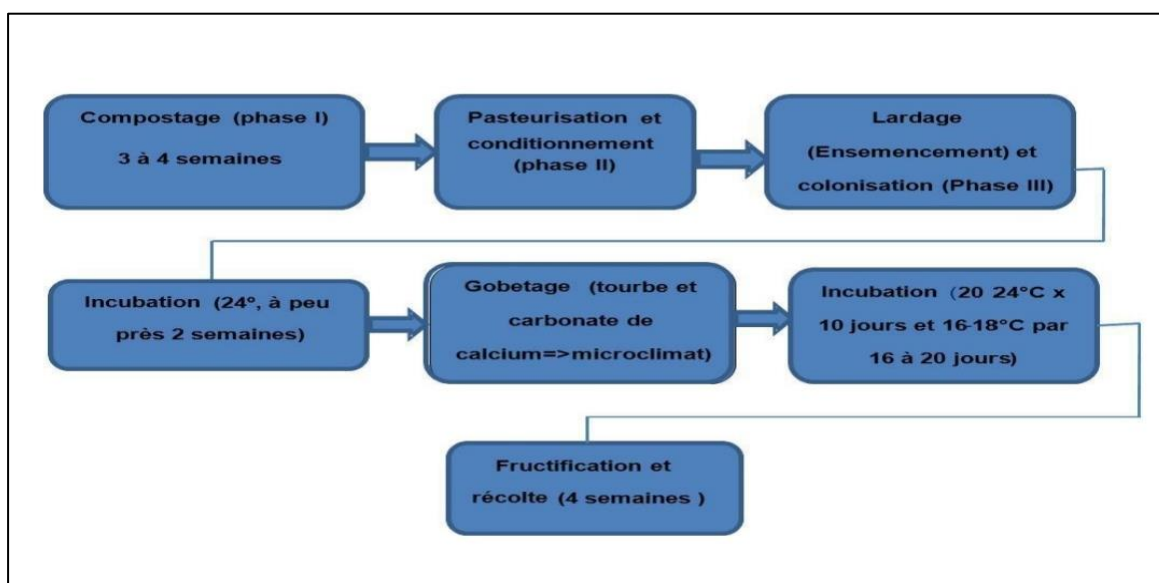 Compostage (phase I)
3 à 4 semaines
Pasteurisation et
conditionnement
(phase II)
Lardage
(Ensemencement) et
colonisation (Phase III)
Incubation (24º, à peu
près 2 semaines)
Gobetage (tourbe et
carbonate de
calcium=>microclimat)
Incubation (20 24°C x
10 jours et 16-18°C par
16 à 20 jours)
Fructification et
récolte (4 semaines )